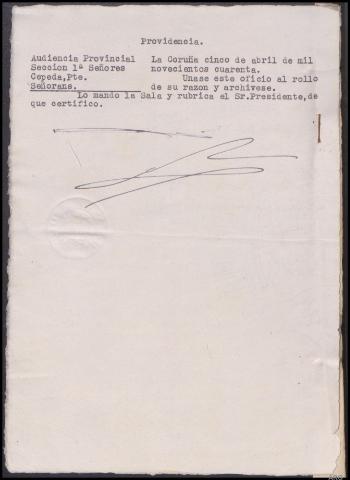 Providencia.
Audiencia Provincial La Coruña cinco de abril de mil
Seccion 1ª Señores novecientos cuarenta.
Cepeda,Pte. Unase este oficio al rollo
Señorans. de su razon y archivese.
Lo mando la Sala y rubrica el Sr.Presidente,de
que certifico.